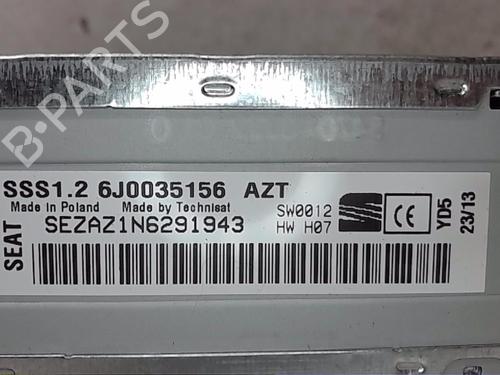 B-PARTS
SSS1.2 6J0035156 AZT
Made in Poland Made by Technisat
SEZAZ1N6291943
SW0012
HW H07
CE
YD5
23/13
SEAT